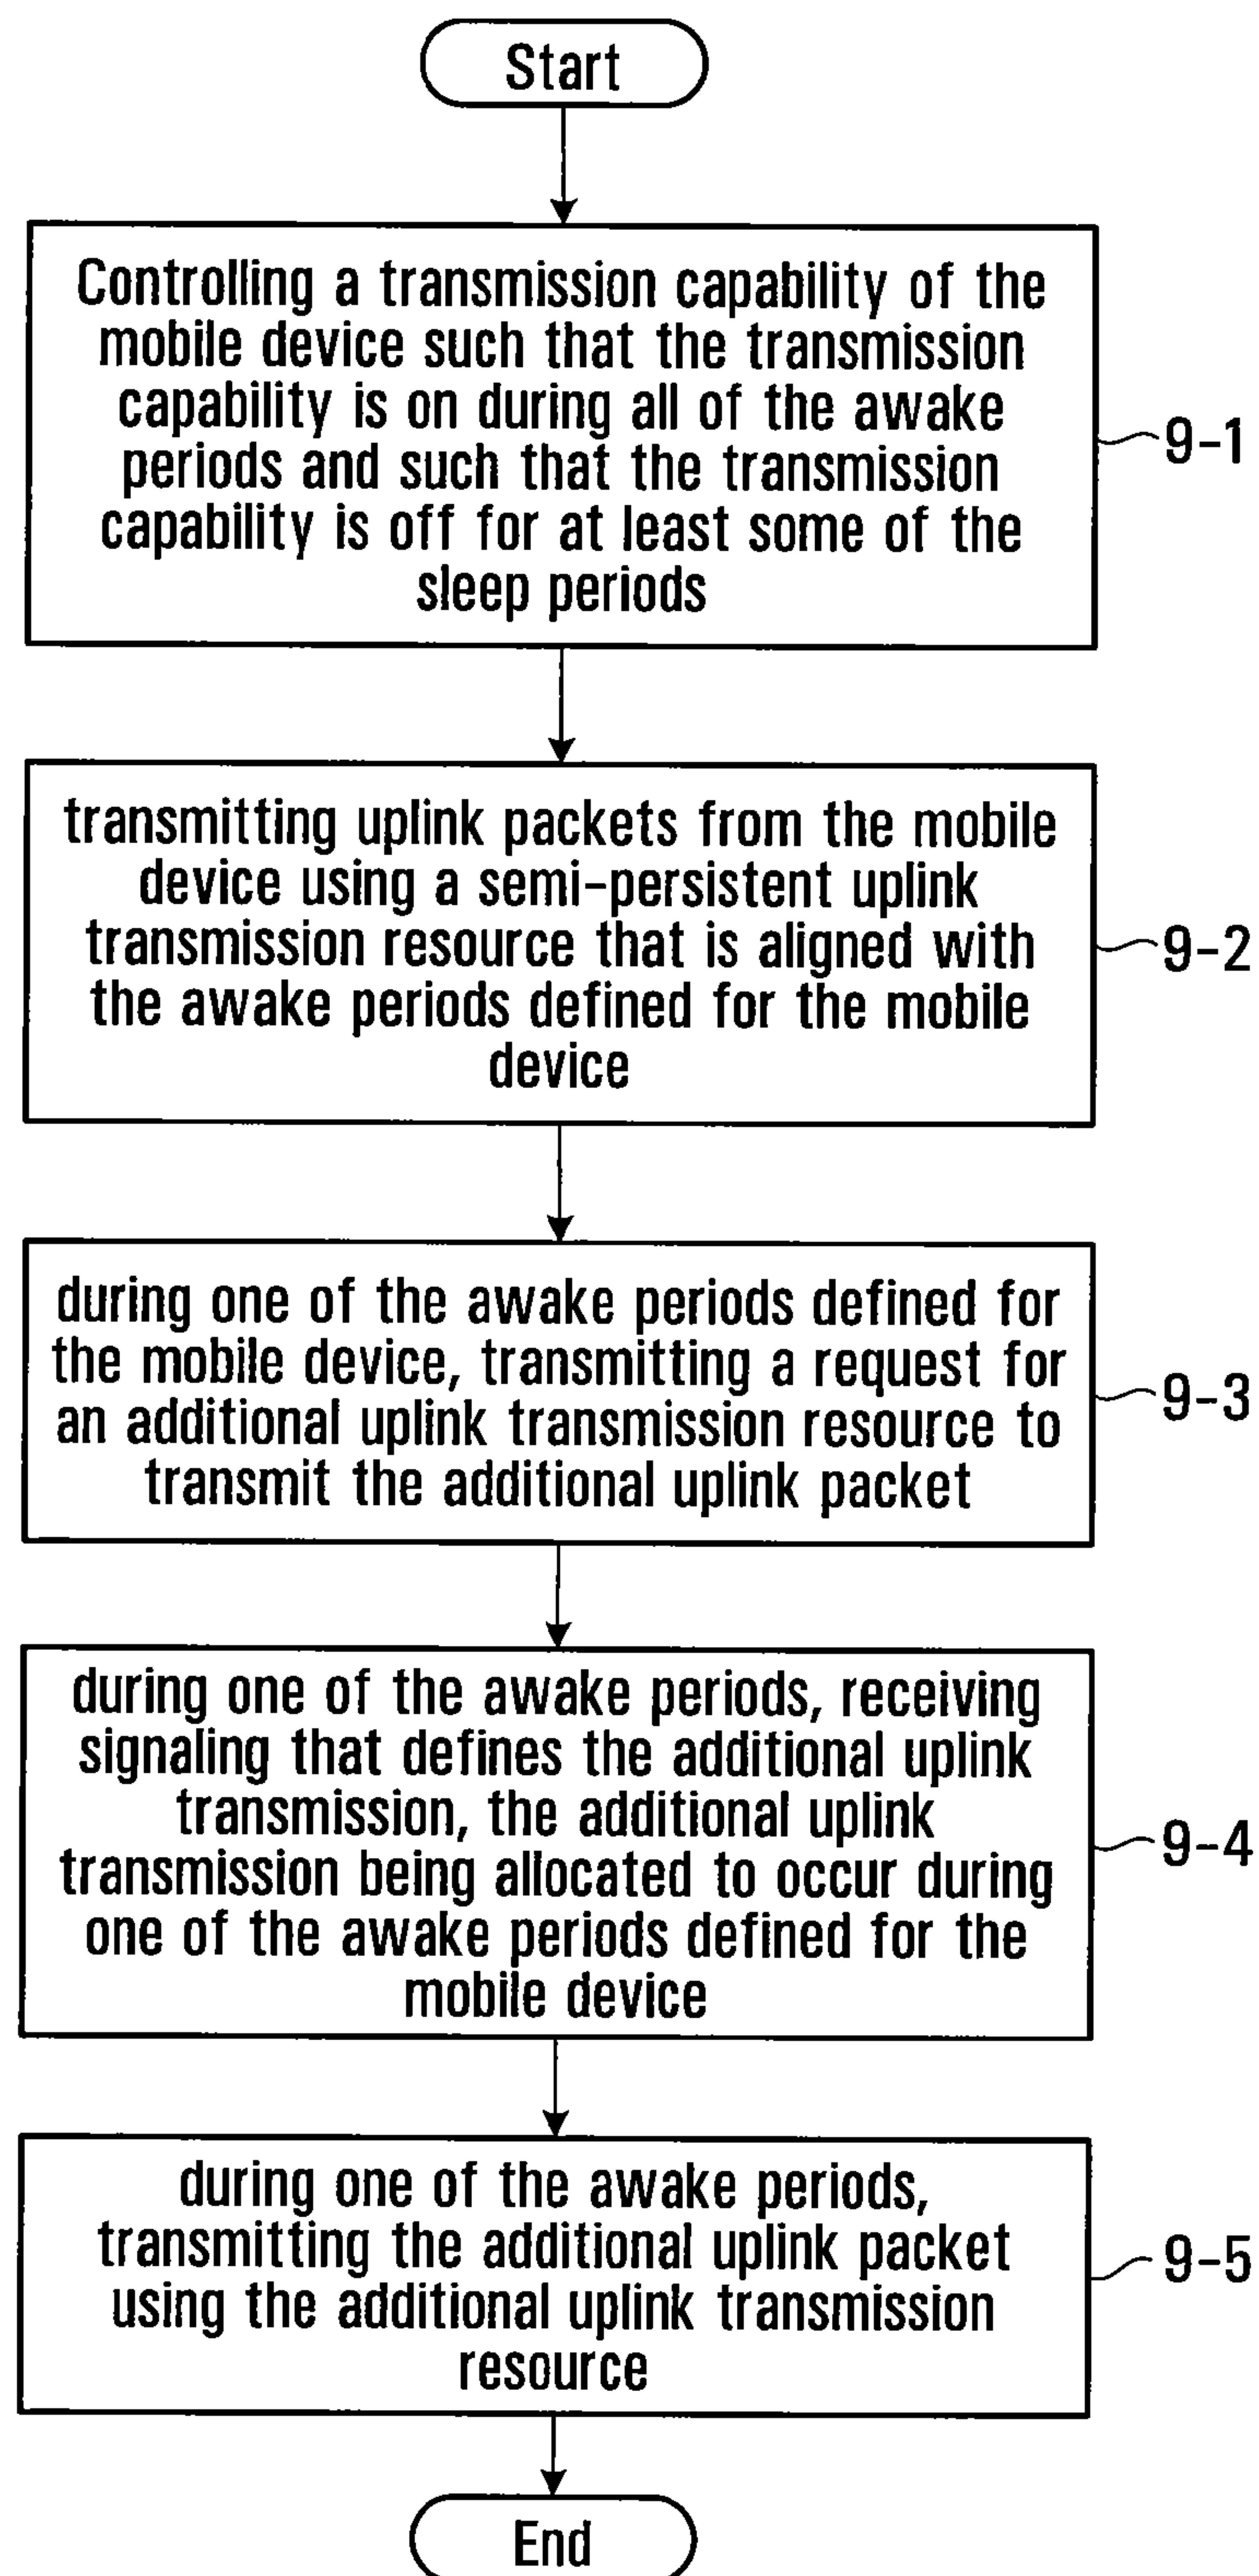 Start
Controlling a transmission capability of the
mobile device such that the transmission
capability is on during all of the awake
periods and such that the transmission
capability is off for at least some of the
sleep periods
9-1
transmitting uplink packets from the mobile
device using a semi-persistent uplink
transmission resource that is aligned with
the awake periods defined for the mobile
device
9-2
during one of the awake periods defined for
the mobile device, transmitting a request for
an additional uplink transmission resource to
transmit the additional uplink packet
9-3
during one of the awake periods, receiving
signaling that defines the additional uplink
transmission, the additional uplink
transmission being allocated to occur during
one of the awake periods defined for the
mobile device
9-4
during one of the awake periods,
transmitting the additional uplink packet
using the additional uplink transmission
resource
9-5
End